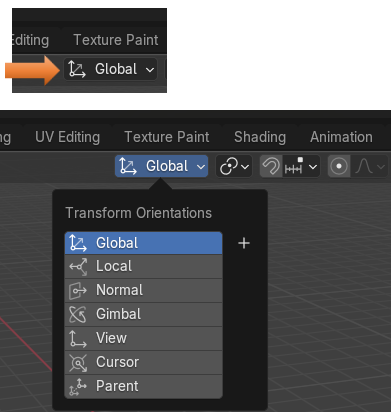 Editing Texture Paint
Global
ng UV Editing Texture Paint Shading Animation
Global
Transform Orientations
Global
Local
Normal
Gimbal
View
Cursor
Parent